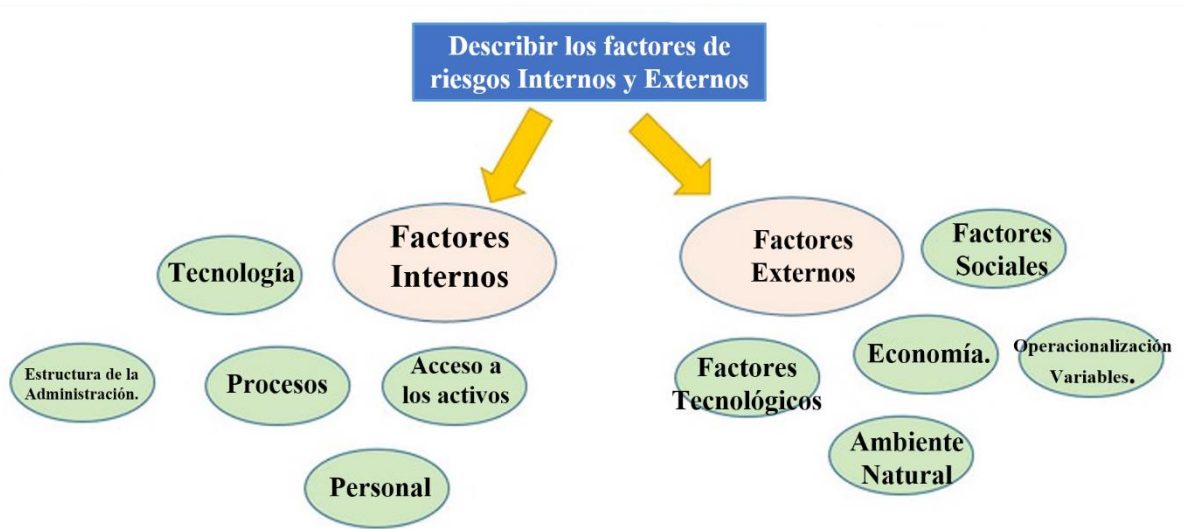 Describir los factores de
riesgos Internos y Externos
Factores
Internos
Factores
Externos
Factores
Sociales
Tecnología
Estructura de la
Administración.
Procesos
Acceso a
los activos
Factores
Tecnológicos
Economía.
Operacionalización
Variables.
Personal
Ambiente
Natural